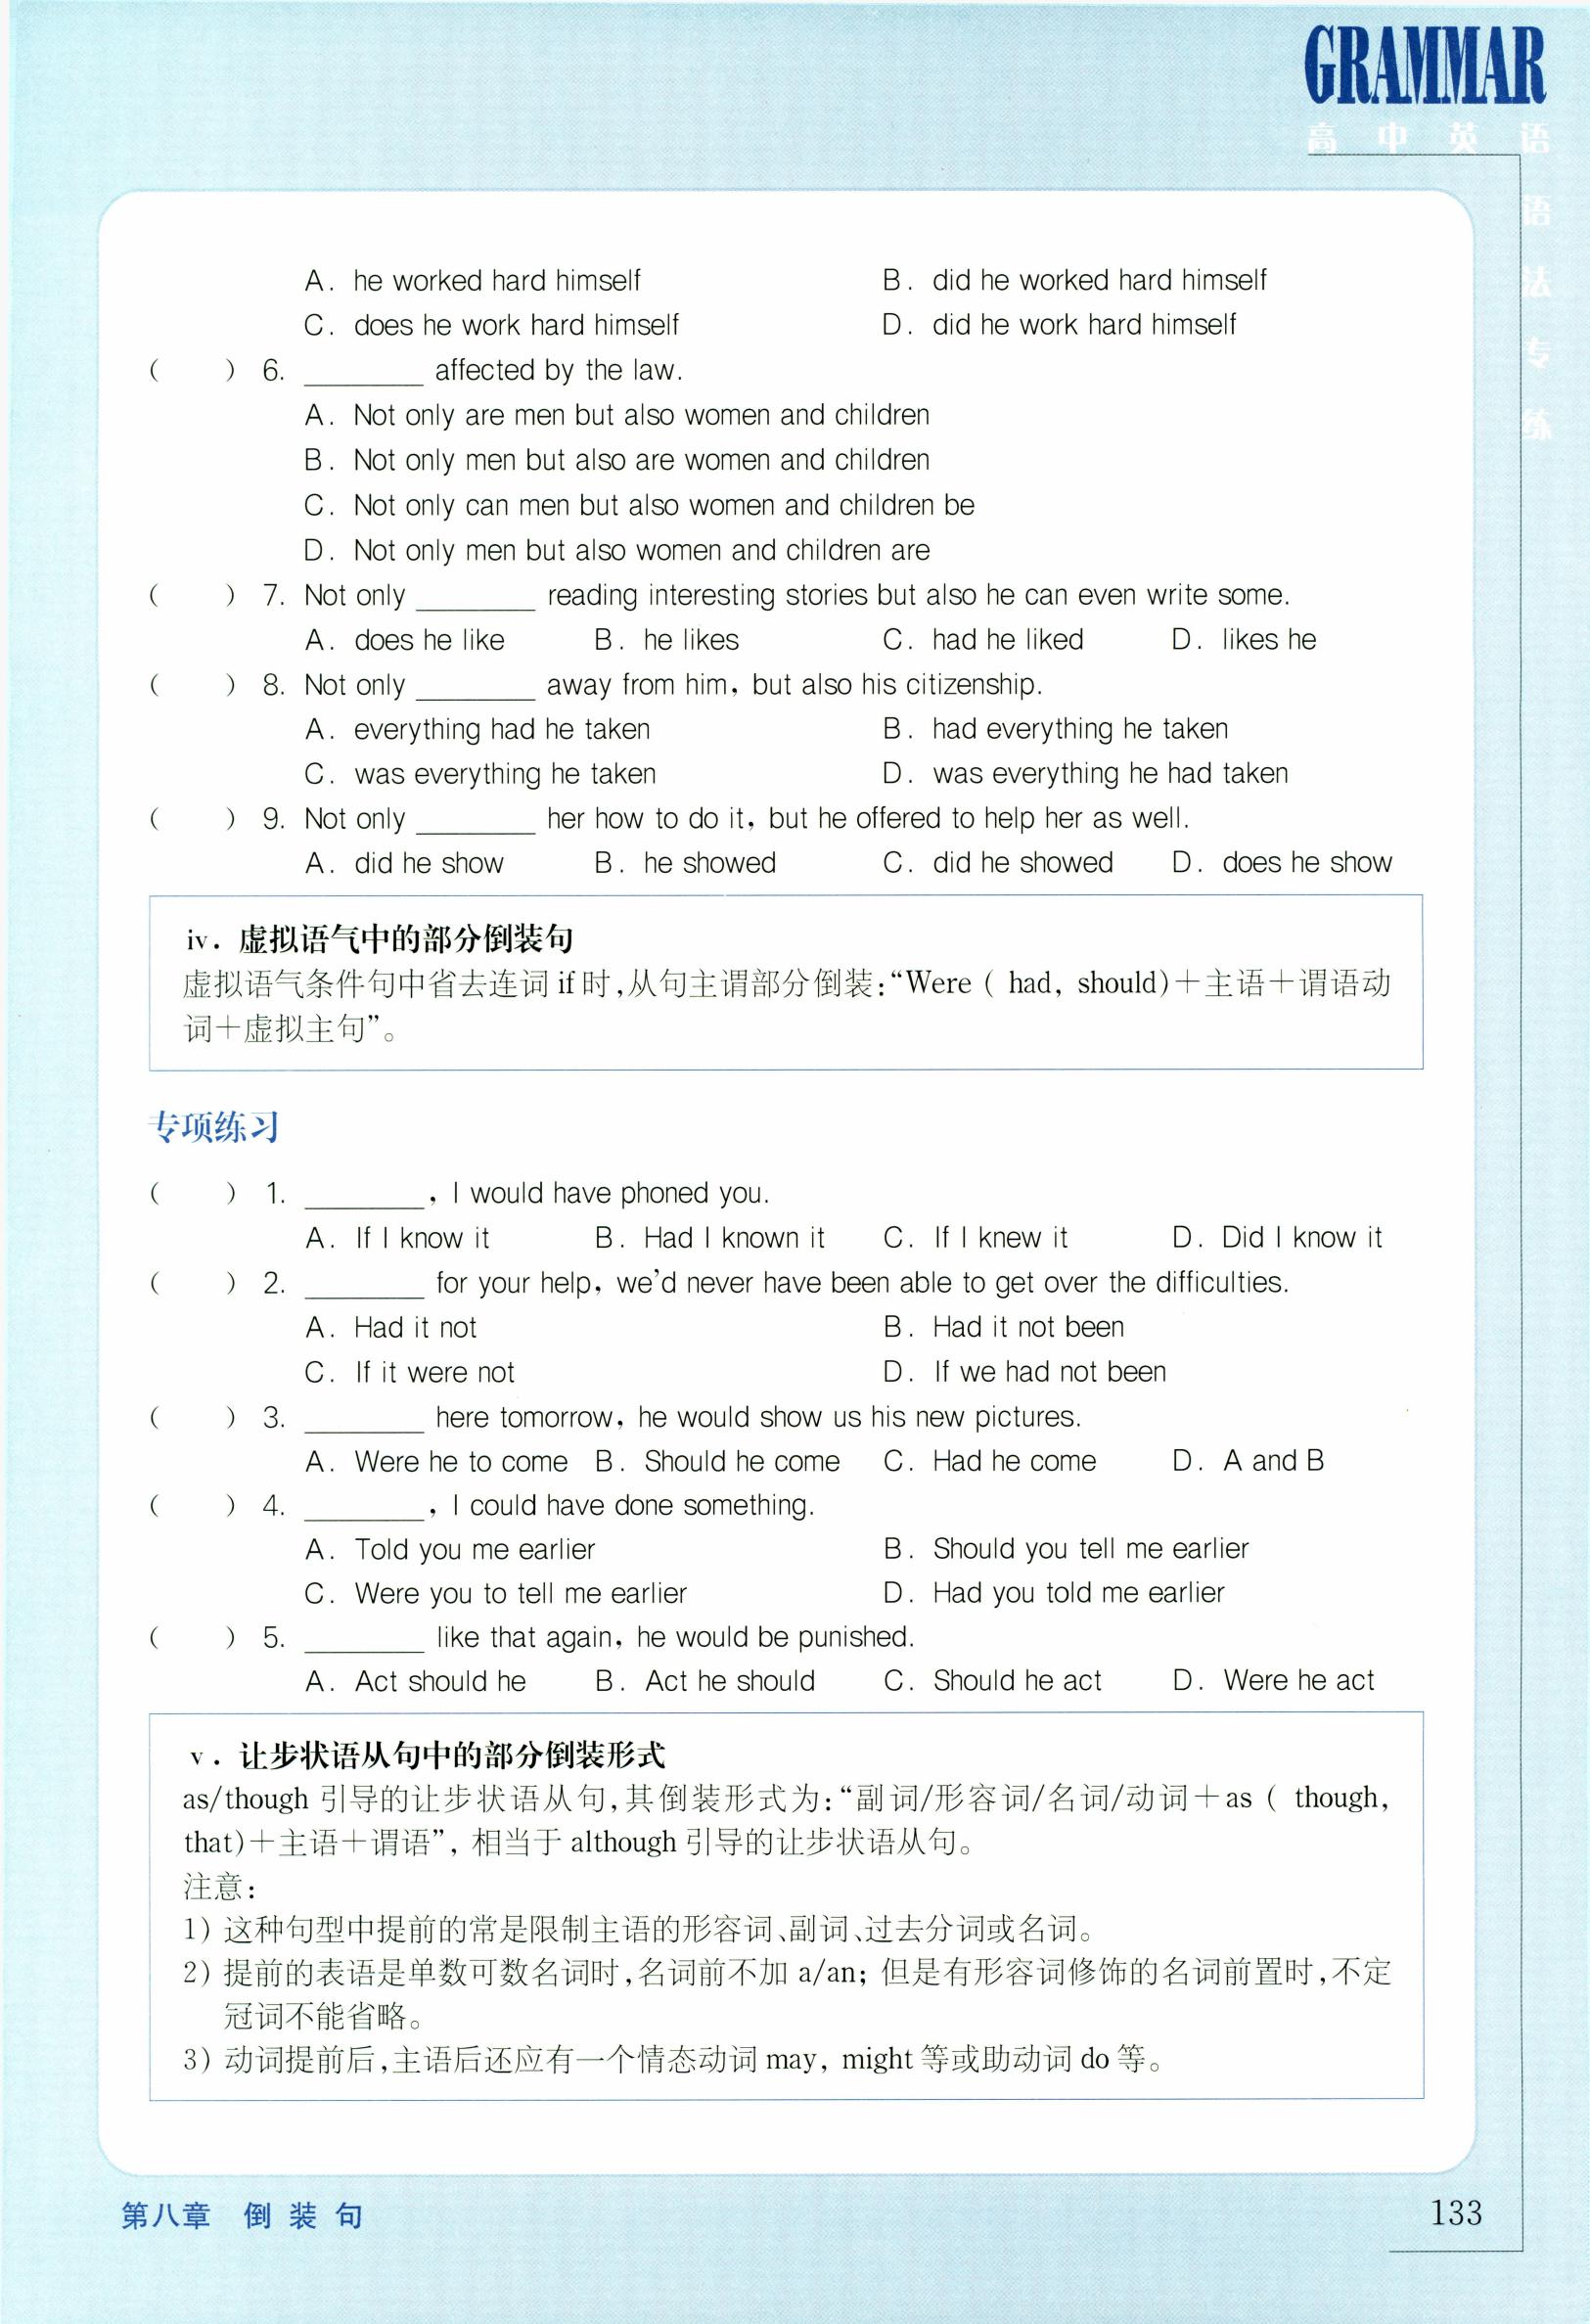 GRAMMAR
高中英语
语
法
专
练
A. he worked hard himself B. did he worked hard himself
C. does he work hard himself D. did he work hard himself
( ) 6. ________ affected by the law.
A. Not only are men but also women and children
B. Not only men but also are women and children
C. Not only can men but also women and children be
D. Not only men but also women and children are
( ) 7. Not only ________ reading interesting stories but also he can even write some.
A. does he like B. he likes C. had he liked D. likes he
( ) 8. Not only ________ away from him, but also his citizenship.
A. everything had he taken B. had everything he taken
C. was everything he taken D. was everything he had taken
( ) 9. Not only ________ her how to do it, but he offered to help her as well.
A. did he show B. he showed C. did he showed D. does he show
iv. 虚拟语气中的部分倒装句
虚拟语气条件句中省去连词 if 时,从句主谓部分倒装:“Were ( had, should)+主语+谓语动
词+虚拟主句”。
专项练习
( ) 1. ________, I would have phoned you.
A. If I know it B. Had I known it C. If I knew it D. Did I know it
( ) 2. ________ for your help, we'd never have been able to get over the difficulties.
A. Had it not B. Had it not been
C. If it were not D. If we had not been
( ) 3. ________ here tomorrow, he would show us his new pictures.
A. Were he to come B. Should he come C. Had he come D. A and B
( ) 4. ________, I could have done something.
A. Told you me earlier B. Should you tell me earlier
C. Were you to tell me earlier D. Had you told me earlier
( ) 5. ________ like that again, he would be punished.
A. Act should he B. Act he should C. Should he act D. Were he act
v. 让步状语从句中的部分倒装形式
as/though 引导的让步状语从句,其倒装形式为:“副词/形容词/名词/动词+as ( though,
that)+主语+谓语”, 相当于 although 引导的让步状语从句。
注意:
1) 这种句型中提前的常是限制主语的形容词、副词、过去分词或名词。
2) 提前的表语是单数可数名词时,名词前不加 a/an; 但是有形容词修饰的名词前置时,不定
冠词不能省略。
3) 动词提前后,主语后还应有一个情态动词 may, might 等或助动词 do 等。
第八章 倒装句
133